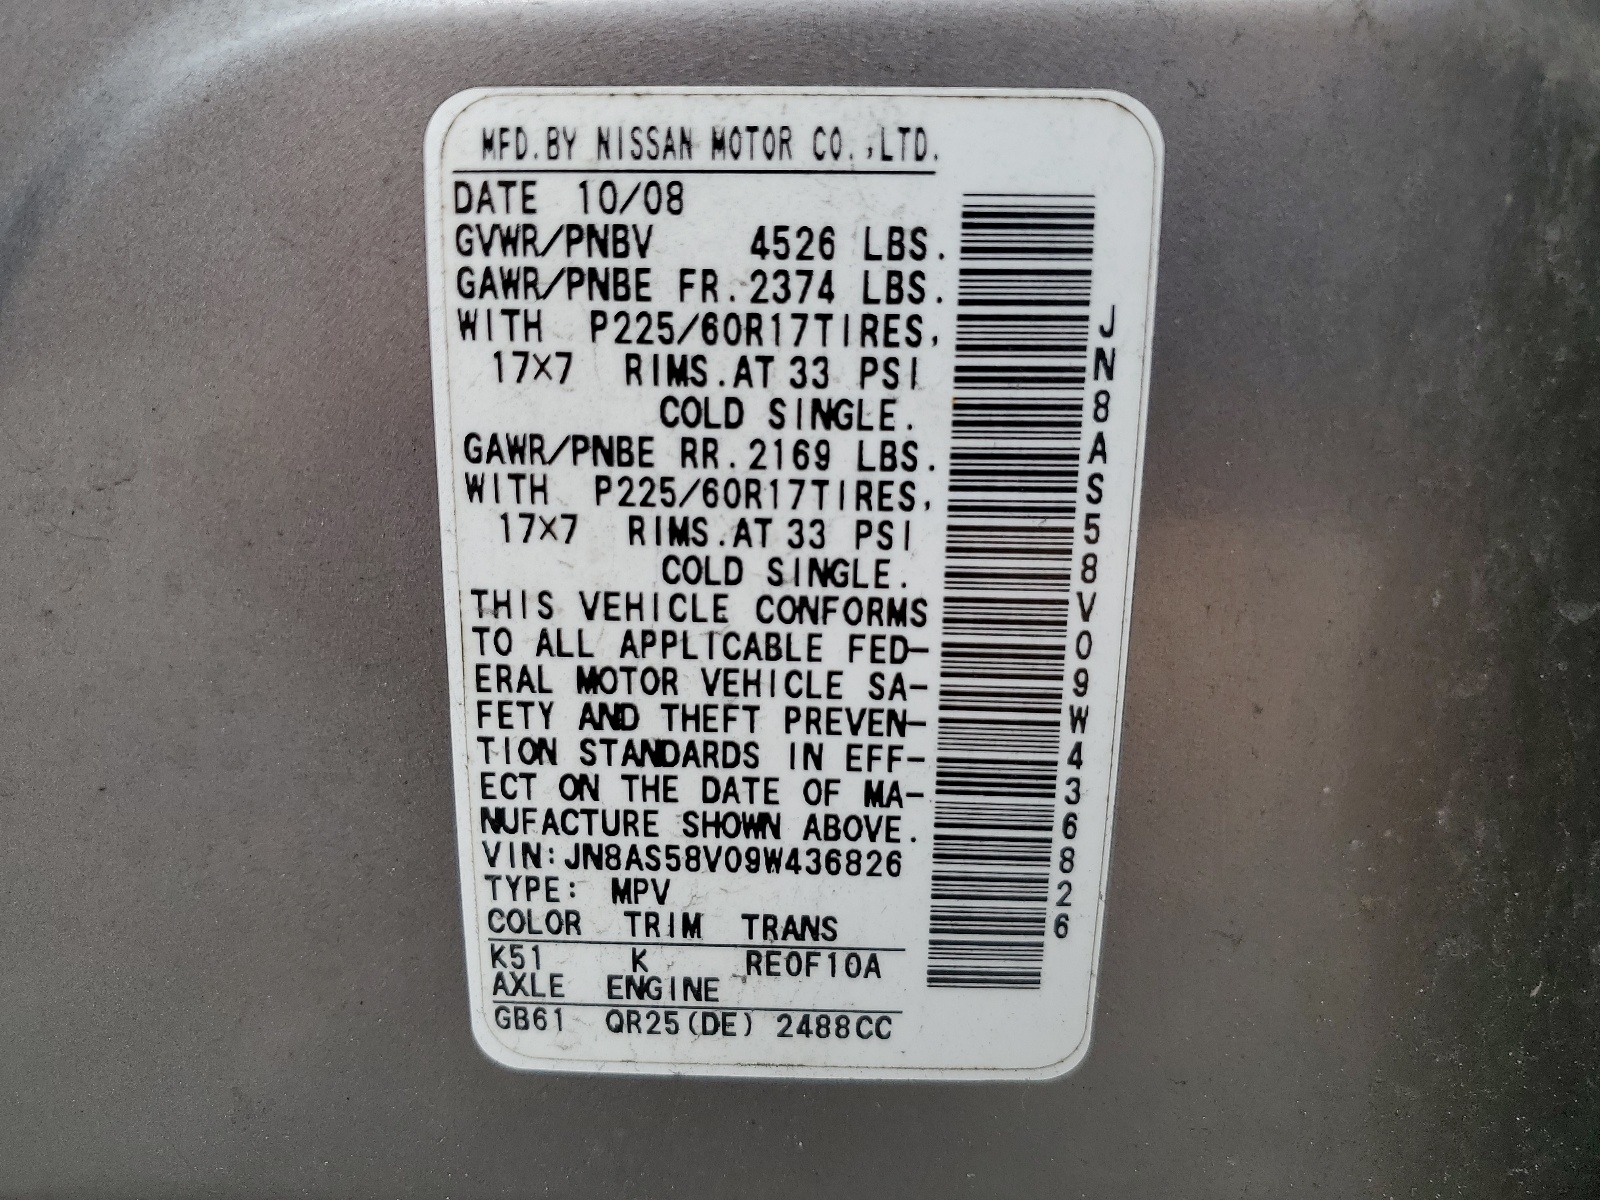 MFD.BY NISSAN MOTOR CO.,LTD.
DATE 10/08
GVWR/PNBV 4526 LBS.
GAWR/PNBE FR.2374 LBS.
WITH P225/60R17TIRES,
17X7 RIMS.AT 33 PSI
COLD SINGLE.
GAWR/PNBE RR.2169 LBS.
WITH P225/60R17TIRES,
17X7 RIMS.AT 33 PSI
COLD SINGLE.
THIS VEHICLE CONFORMS
TO ALL APPLICABLE FED-
ERAL MOTOR VEHICLE SA-
FETY AND THEFT PREVEN-
TION STANDARDS IN EFF-
ECT ON THE DATE OF MA-
NUFACTURE SHOWN ABOVE.
VIN:JN8AS58V09W436826
TYPE: MPV
COLOR TRIM TRANS
K51 K RE0F10A
AXLE ENGINE
GB61 QR25(DE) 2488CC
JN8AS58V09W436826